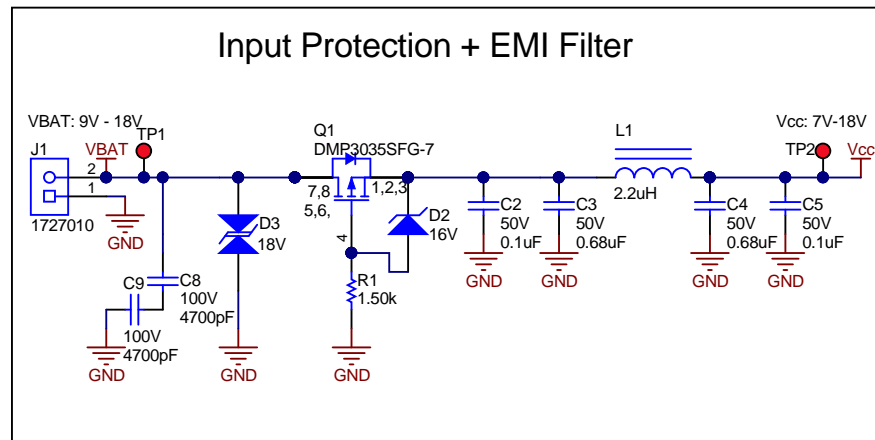 Input Protection + EMI Filter
VBAT: 9V - 18V
TP1
J1
VBAT
2
1
1727010
GND
Q1
DMP3035SFG-7
7,8
5,6,
1,2,3
4
L1
2.2uH
Vcc: 7V-18V
TP2
Vcc
D3
18V
D2
16V
C2
50V
0.1uF
GND
C3
50V
0.68uF
GND
C4
50V
0.68uF
GND
C5
50V
0.1uF
GND
C9
100V
4700pF
C8
100V
4700pF
R1
1.50k
GND
GND
GND